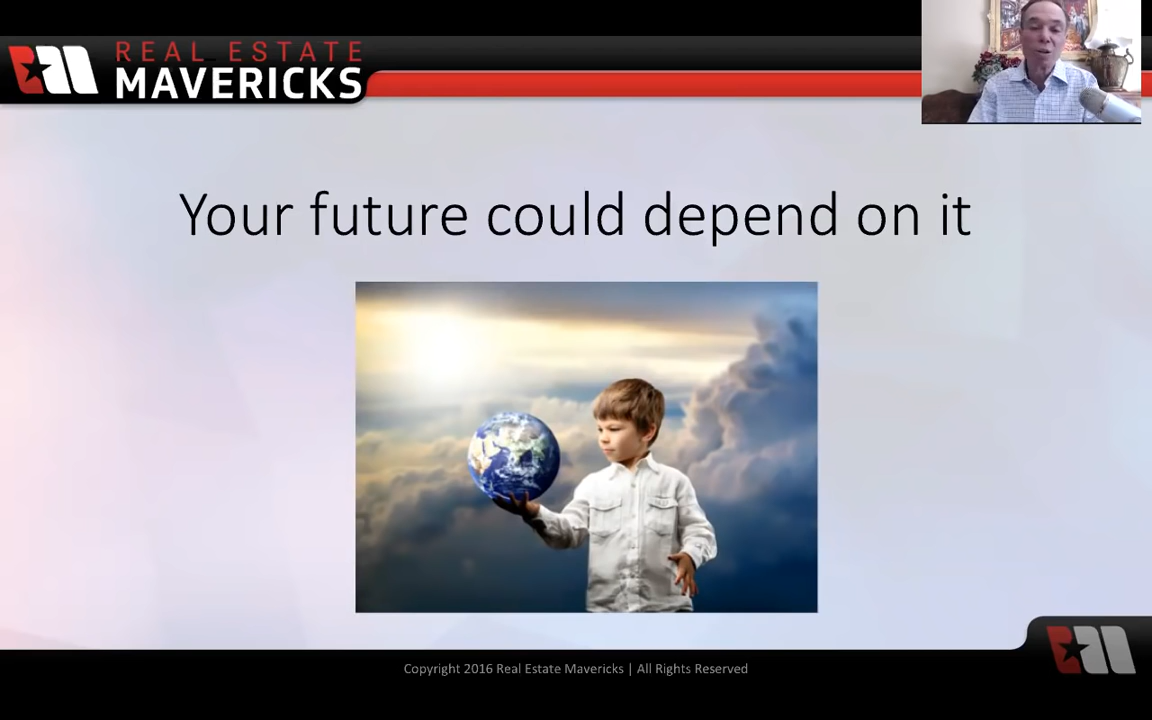 REAL ESTATE
MAVERICKS
Your future could depend on it
Copyright 2016 Real Estate Mavericks | All Rights Reserved